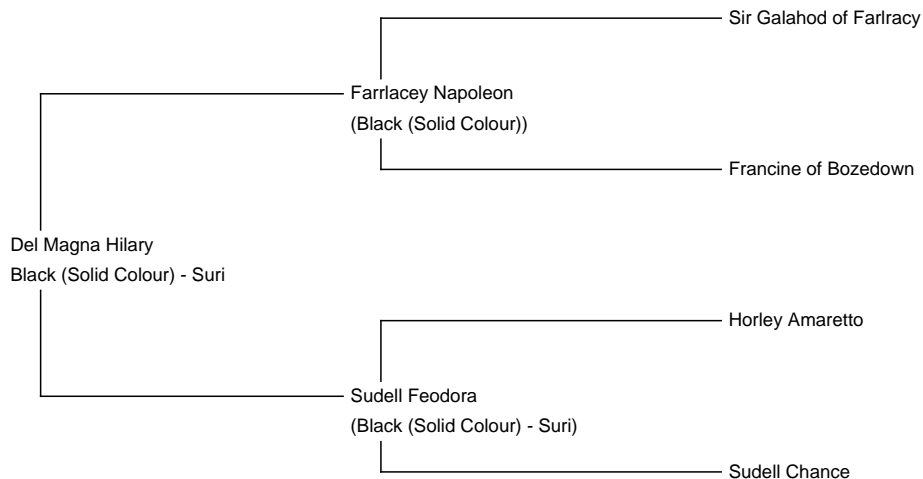 Sir Galahod of Farlracy
Farrlacey Napoleon
(Black (Solid Colour))
Francine of Bozedown
Del Magna Hilary
Black (Solid Colour) - Suri
Horley Amaretto
Sudell Feodora
(Black (Solid Colour) - Suri)
Sudell Chance